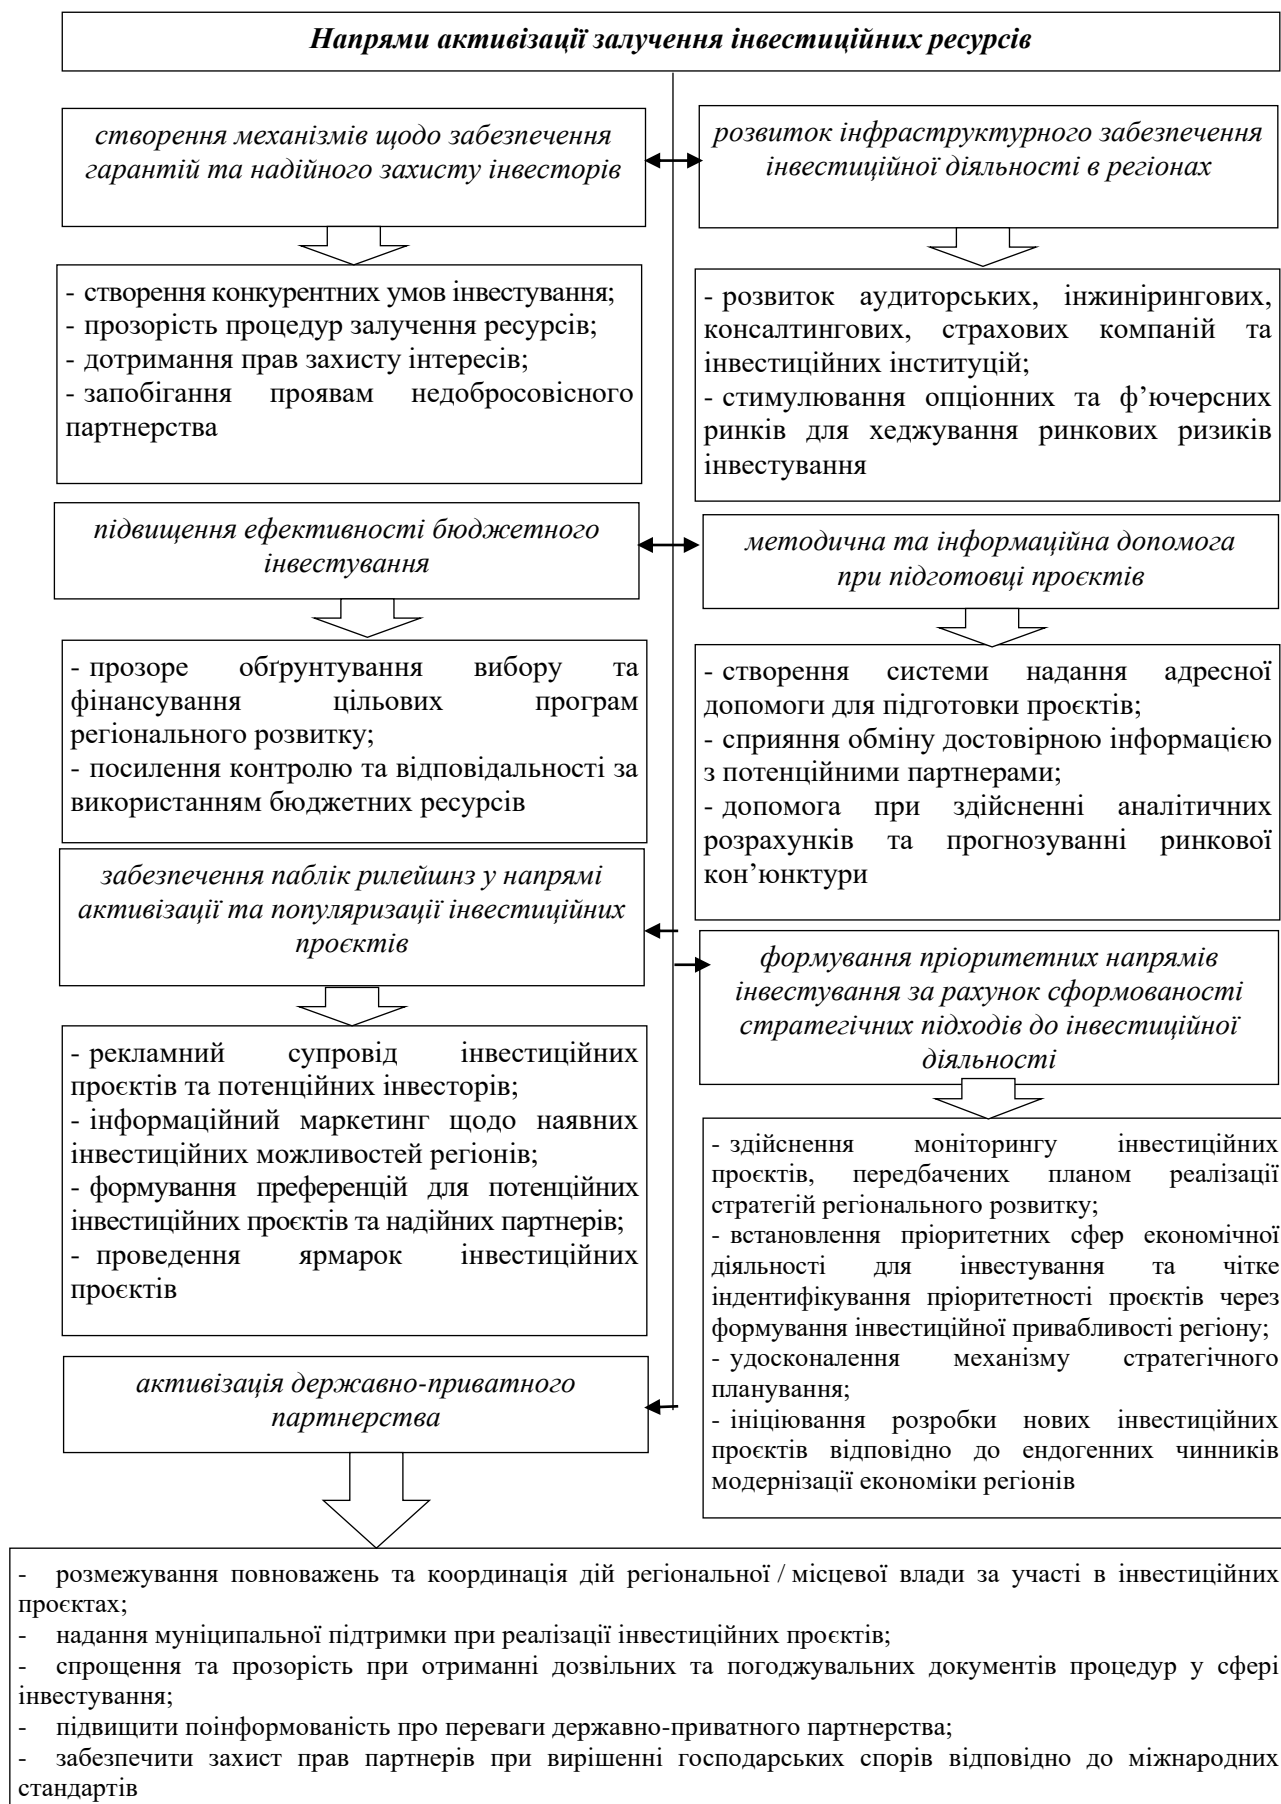 Напрями активізації залучення інвестиційних ресурсів
створення механізмів щодо забезпечення
гарантій та надійного захисту інвесторів
розвиток інфраструктурного забезпечення
інвестиційної діяльності в регіонах
- створення конкурентних умов інвестування;
- прозорість процедур залучення ресурсів;
- дотримання прав захисту інтересів;
- запобігання проявам недобросовісного
партнерства
- розвиток аудиторських, інжинірингових,
консалтингових, страхових компаній та
інвестиційних інституцій;
- стимулювання опціонних та ф’ючерсних
ринків для хеджування ринкових ризиків
інвестування
підвищення ефективності бюджетного
інвестування
методична та інформаційна допомога
при підготовці проєктів
- прозоре обґрунтування вибору та
фінансування цільових програм
регіонального розвитку;
- посилення контролю та відповідальності за
використанням бюджетних ресурсів
- створення системи надання адресної
допомоги для підготовки проєктів;
- сприяння обміну достовірною інформацією
з потенційними партнерами;
- допомога при здійсненні аналітичних
розрахунків та прогнозуванні ринкової
кон’юнктури
забезпечення паблік рилейшнз у напрямі
активізації та популяризації інвестиційних
проєктів
формування пріоритетних напрямів
інвестування за рахунок сформованості
стратегічних підходів до інвестиційної
діяльності
- рекламний супровід інвестиційних
проєктів та потенційних інвесторів;
- інформаційний маркетинг щодо наявних
інвестиційних можливостей регіонів;
- формування преференцій для потенційних
інвестиційних проєктів та надійних партнерів;
- проведення ярмарок інвестиційних
проєктів
- здійснення моніторингу інвестиційних
проєктів, передбачених планом реалізації
стратегій регіонального розвитку;
- встановлення пріоритетних сфер економічної
діяльності для інвестування та чітке
індентифікування пріоритетності проєктів через
формування інвестиційної привабливості регіону;
- удосконалення механізму стратегічного
планування;
- ініціювання розробки нових інвестиційних
проєктів відповідно до ендогенних чинників
модернізації економіки регіонів
активізація державно-приватного
партнерства
- розмежування повноважень та координація дій регіональної / місцевої влади за участі в інвестиційних
проєктах;
- надання муніципальної підтримки при реалізації інвестиційних проєктів;
- спрощення та прозорість при отриманні дозвільних та погоджувальних документів процедур у сфері
інвестування;
- підвищити поінформованість про переваги державно-приватного партнерства;
- забезпечити захист прав партнерів при вирішенні господарських спорів відповідно до міжнародних
стандартів